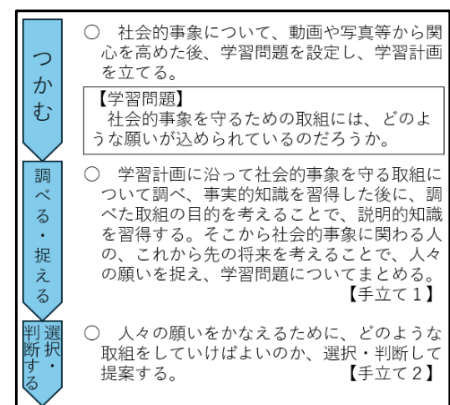 つかむ
○　社会的事象について、動画や写真等から関
心を高めた後、学習問題を設定し、学習計画
を立てる。
【学習問題】
社会的事象を守るための取組には、どのよ
うな願いが込められているのだろうか。
調べる・捉える
○　学習計画に沿って社会的事象を守る取組に
ついて調べ、事実的知識を習得した後に、調
べた取組の目的を考えることで、説明的知識
を習得する。そこから社会的事象に関わる人
の、これから先の将来を考えることで、人々
の願いを捉え、学習問題についてまとめる。
【手立て１】
選択・
判断する
○　人々の願いをかなえるために、どのような
取組をしていけばよいのか、選択・判断して
提案する。　【手立て２】